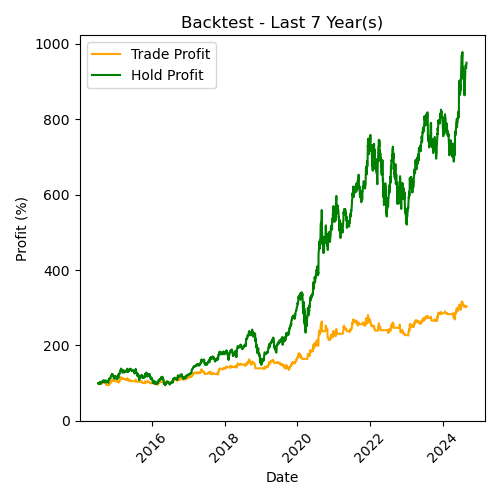 Backtest - Last 7 Year(s)
Trade Profit
Hold Profit
Profit (%)
1000
800
600
400
200
0
2016
2018
2020
2022
2024
Date